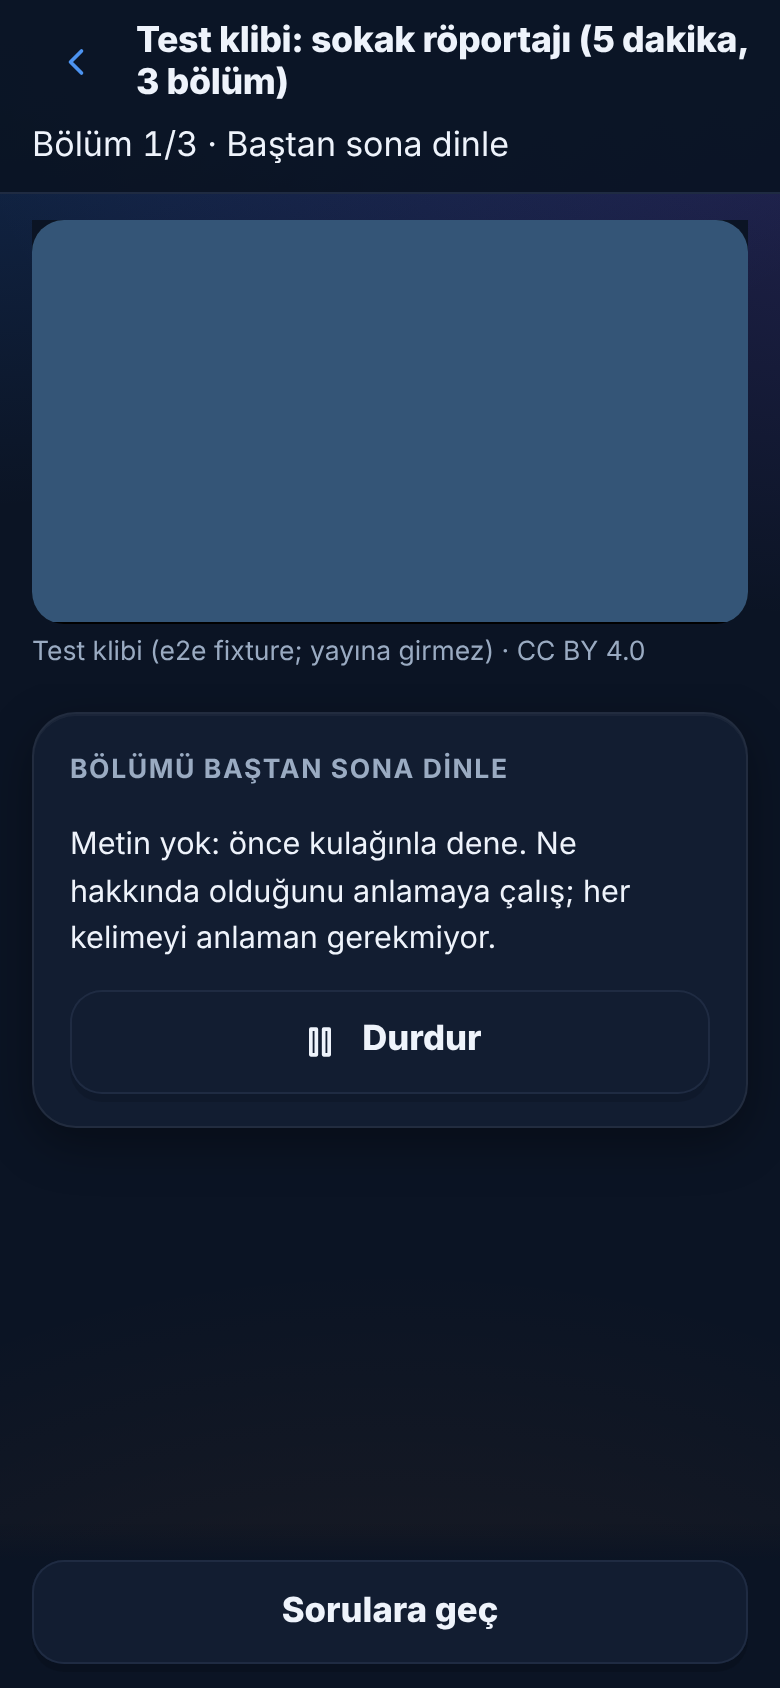 Test klibi: sokak röportajı (5 dakika,
3 bölüm)
Bölüm 1/3 · Baştan sona dinle
Test klibi (e2e fixture; yayına girmez) · CC BY 4.0
BÖLÜMÜ BAŞTAN SONA DİNLE
Metin yok: önce kulağınla dene. Ne
hakkında olduğunu anlamaya çalış; her
kelimeyi anlaman gerekmiyor.
Durdur
Sorulara geç